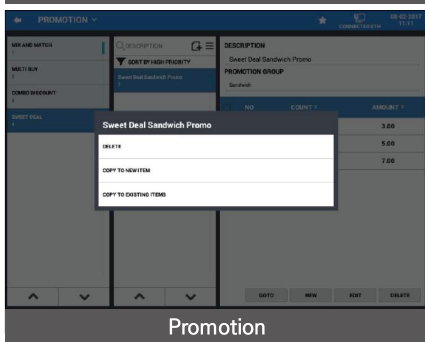 PROMOTION
08-02-2017
CONNECTED ETH 11:17
MIX AND MATCH
MULTI BUY
COMBO DISCOUNT
SWEET DEAL
DESCRIPTION
SORT BY HIGH PRIORITY
Sweet Deal Sandwich Promo
DESCRIPTION
Sweet Deal Sandwich Promo
PROMOTION GROUP
Sandwich
NO COUNT AMOUNT
3.00
5.00
7.00
Sweet Deal Sandwich Promo
DELETE
COPY TO NEW ITEM
COPY TO EXISTING ITEMS
GOTO NEW EDIT DELETE
Promotion